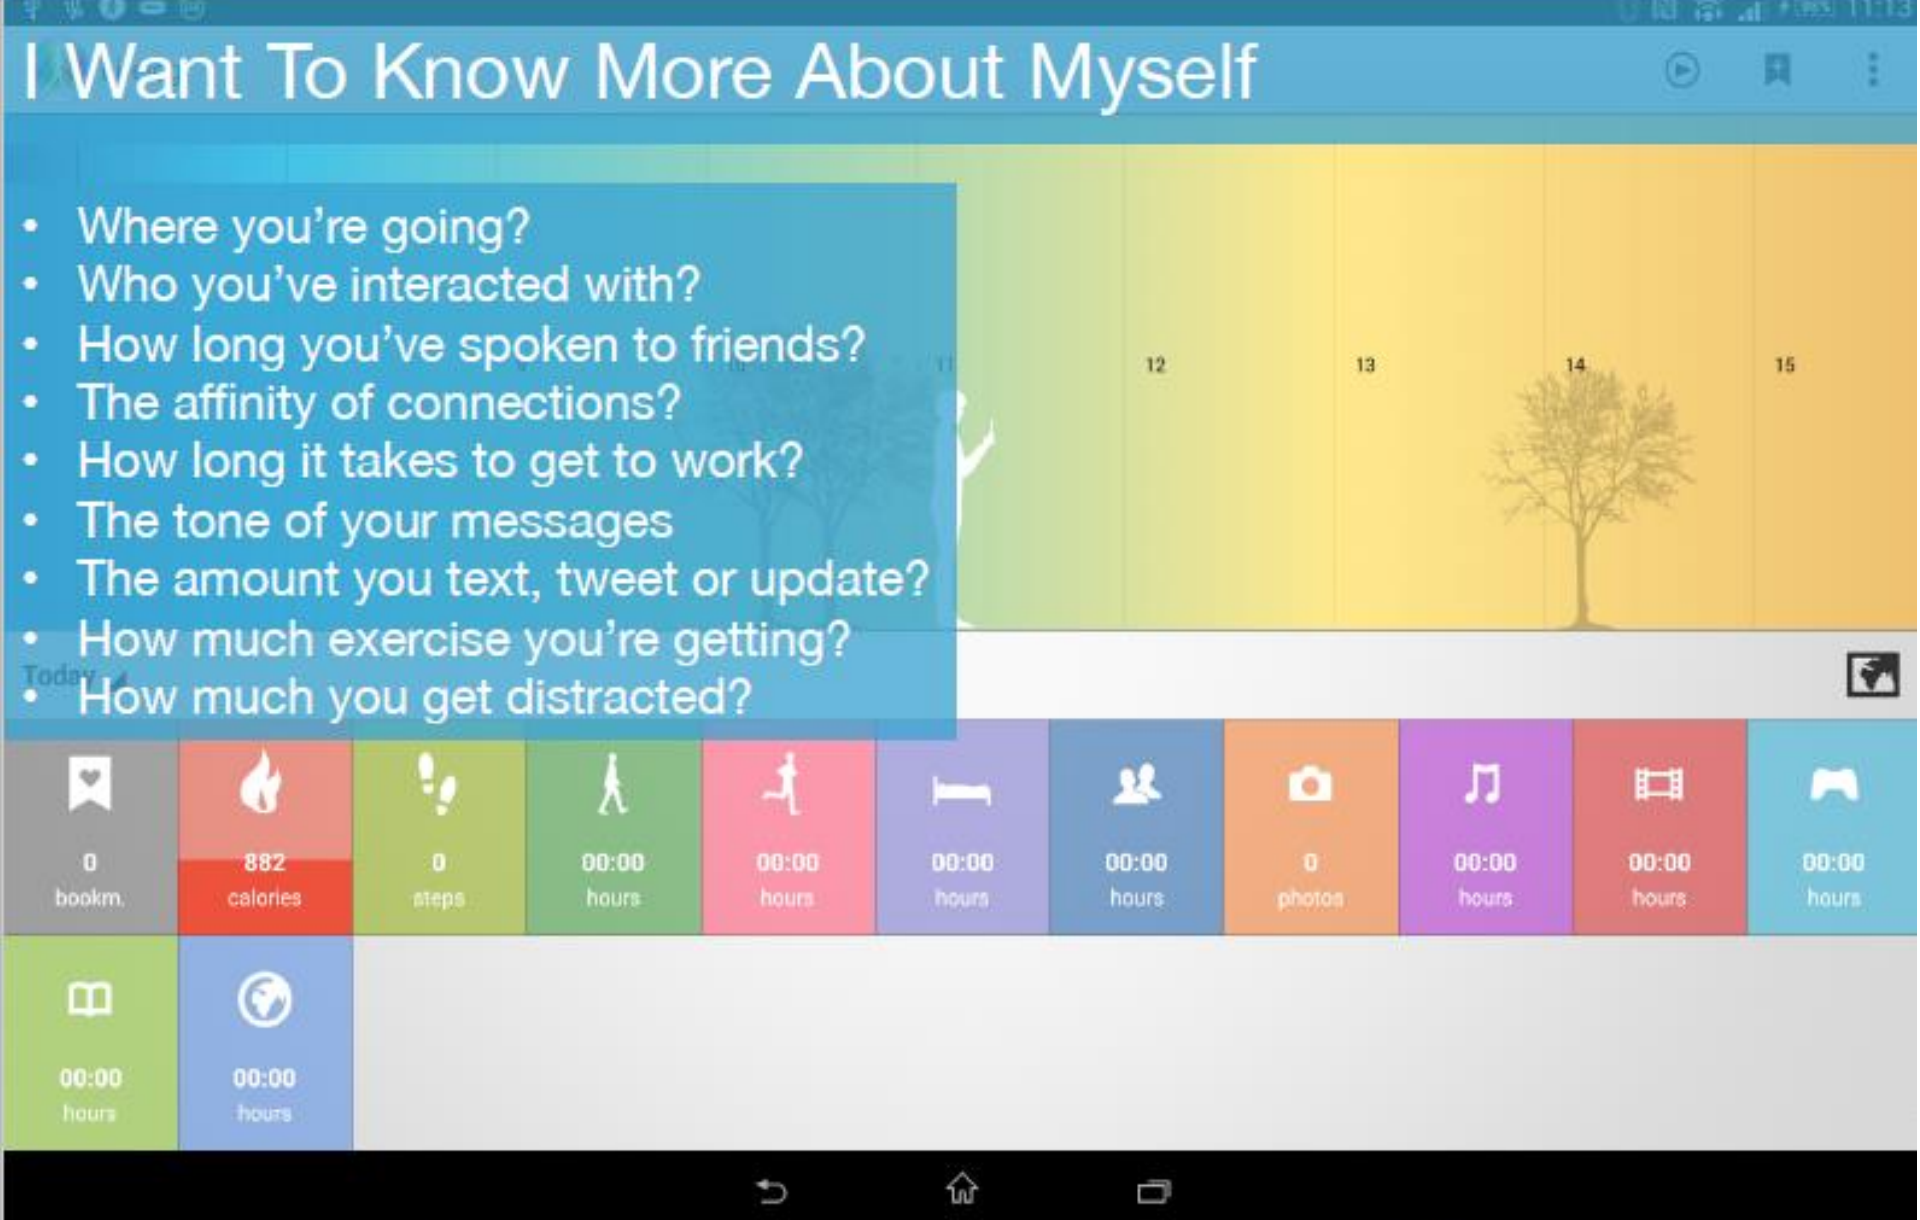 11:13
I Want To Know More About Myself
• Where you're going?
• Who you've interacted with?
• How long you've spoken to friends?
• The affinity of connections?
• How long it takes to get to work?
• The tone of your messages
• The amount you text, tweet or update?
• How much exercise you're getting?
• How much you get distracted?
10 11 12 13 14 15
Today
0 882 0 00:00 00:00 00:00 00:00 0 00:00 00:00 00:00
bookm. calories steps hours hours hours hours photos hours hours hours
00:00 00:00
hours hours